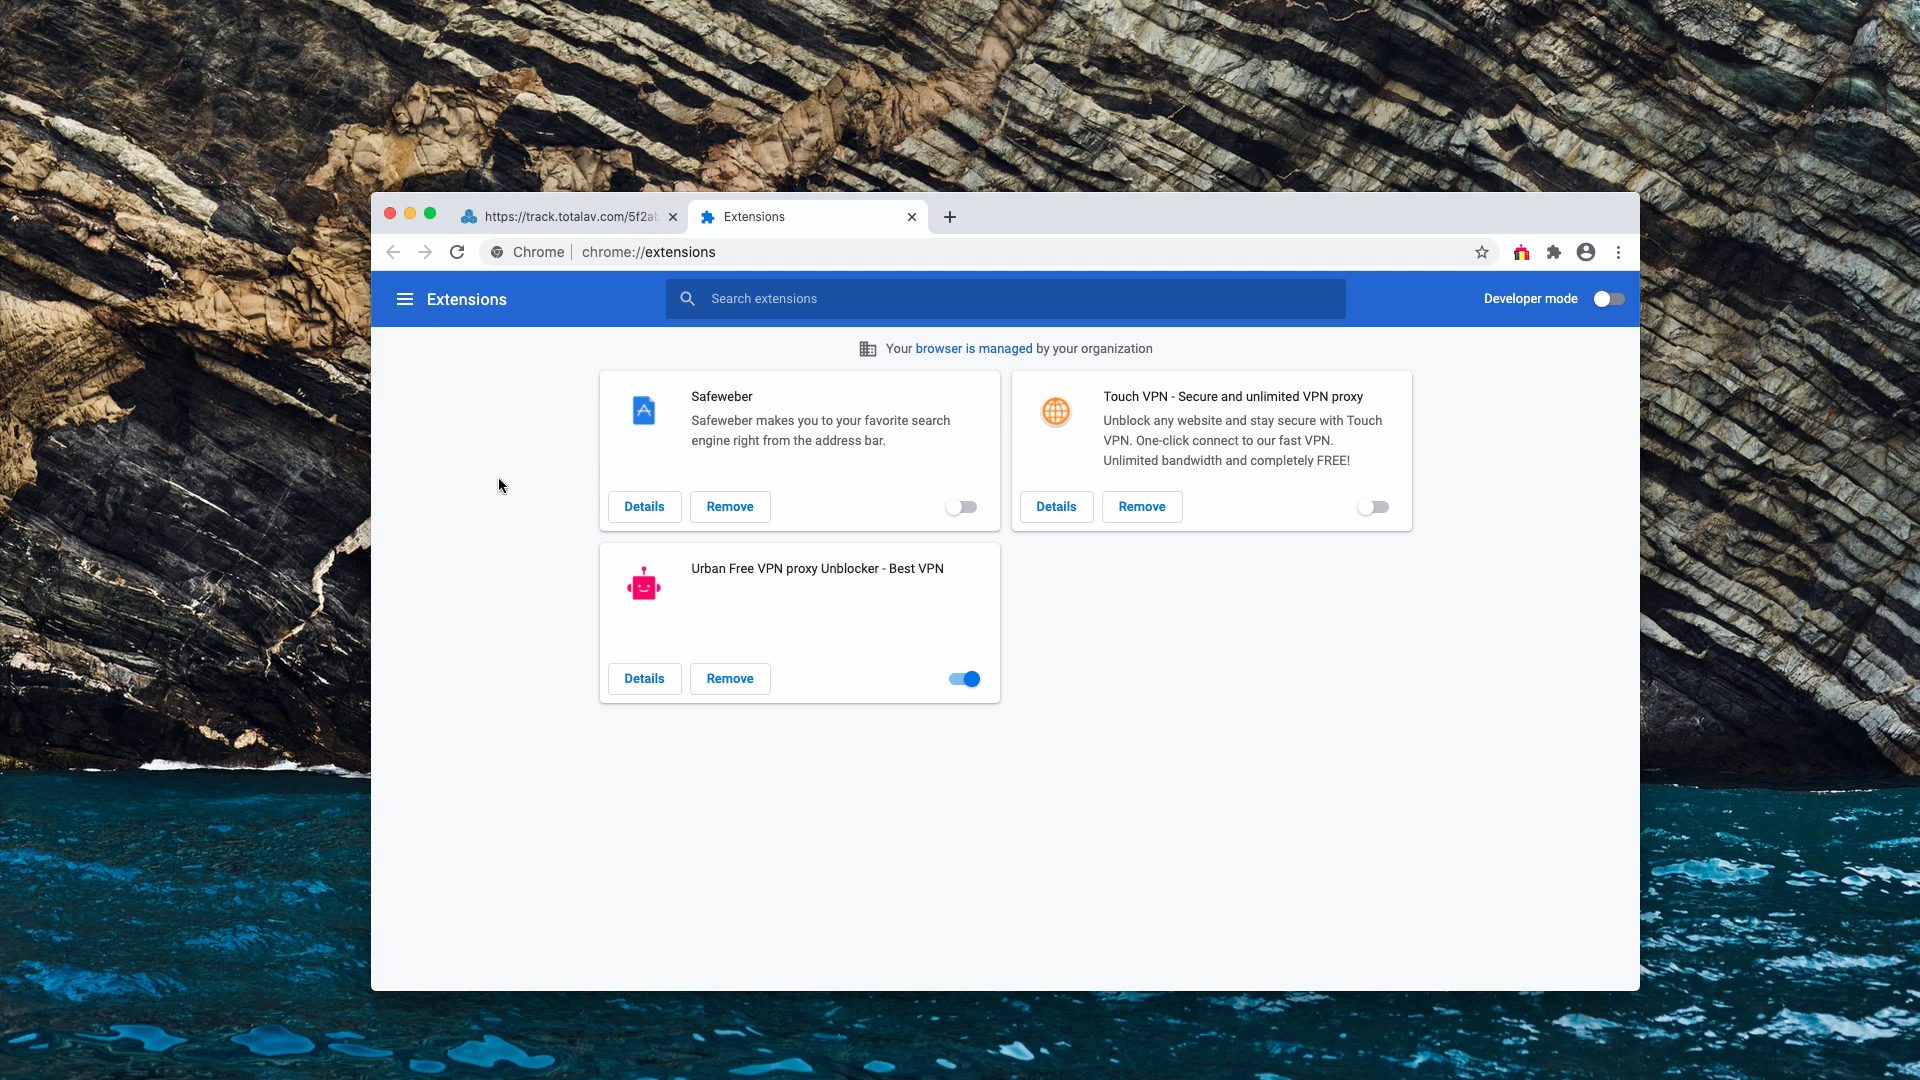 https://track.totalav.com/5f2a
Extensions
Chrome
chrome://extensions
Extensions
Search extensions
Developer mode
Your browser is managed by your organization
Safeweber
Safeweber makes you to your favorite search
engine right from the address bar.
Details
Remove
Touch VPN - Secure and unlimited VPN proxy
Unblock any website and stay secure with Touch
VPN. One-click connect to our fast VPN.
Unlimited bandwidth and completely FREE!
Details
Remove
Urban Free VPN proxy Unblocker - Best VPN
Details
Remove